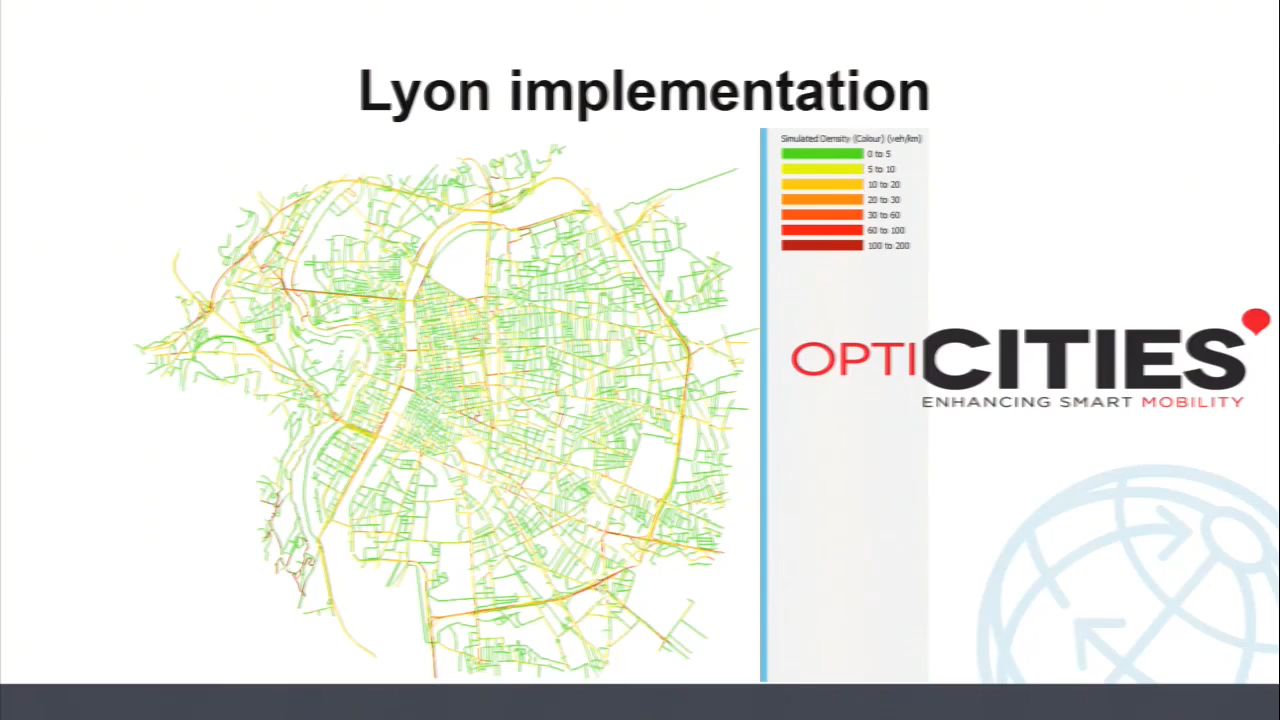 Lyon implementation
Simulated Density (Colour) (veh/km)
0 to 5
5 to 10
10 to 20
20 to 30
30 to 60
60 to 100
100 to 200
OPTICITIES
ENHANCING SMART MOBILITY